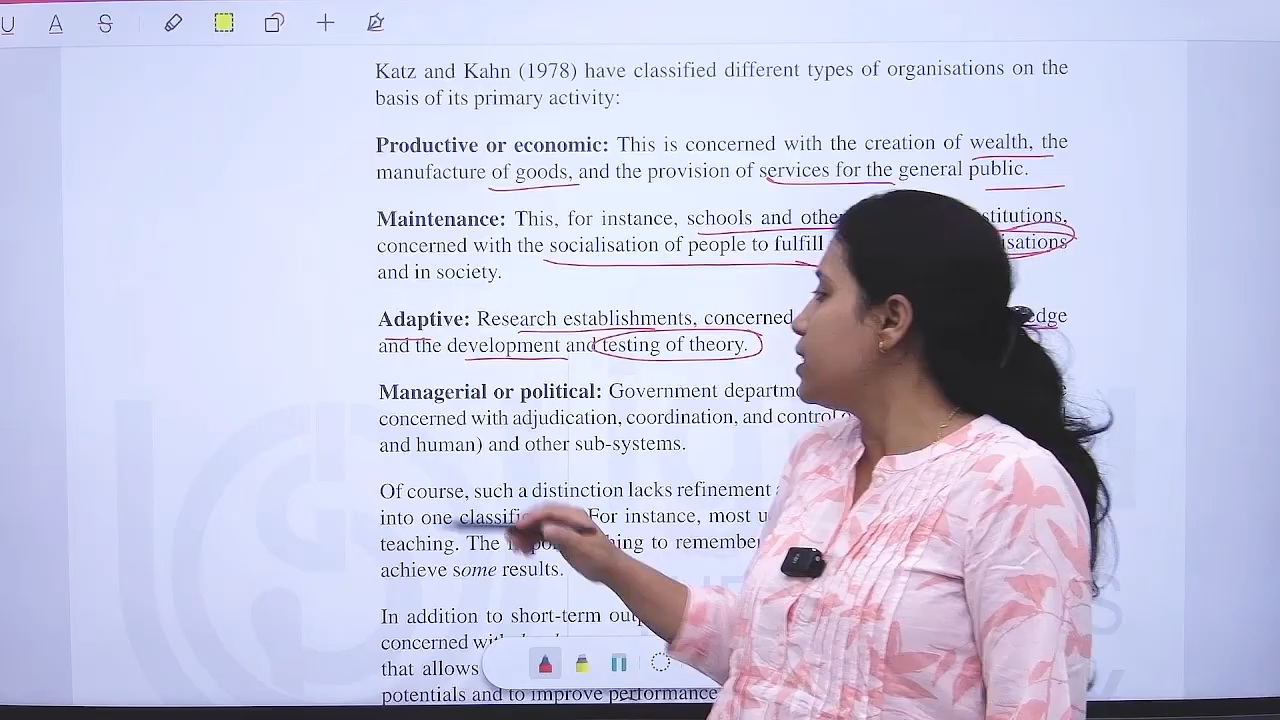 Katz and Kahn (1978) have classified different types of organisations on the
basis of its primary activity:
Productive or economic: This is concerned with the creation of wealth, the
manufacture of goods, and the provision of services for the general public.
Maintenance: This, for instance, schools and
concerned with the socialisation of people to fulfill
and in society.
Adaptive: Research establishments, concerned
and the development and testing of theory.
Managerial or political: Government
concerned with adjudication, coordination, and control
and human) and other sub-systems.
Of course, such a distinction lacks refinement
into one For instance, most
teaching. The to remember
achieve some results.
In addition to short-term
concerned
that allows
potentials and to improve performance